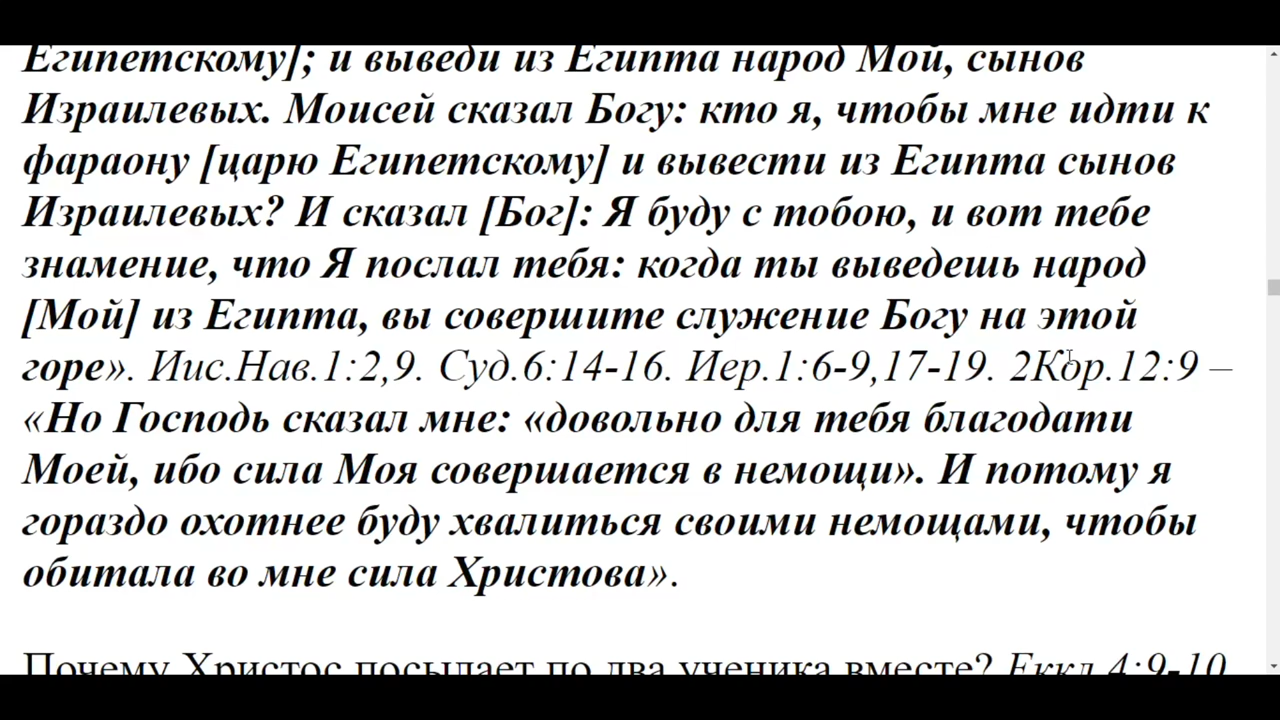 Египетскому]; и выведи из Египта народ Мой, сынов
Израилевых. Моисей сказал Богу: кто я, чтобы мне идти к
фараону [царю Египетскому] и вывести из Египта сынов
Израилевых? И сказал [Бог]: Я буду с тобою, и вот тебе
знамение, что Я послал тебя: когда ты выведешь народ
[Мой] из Египта, вы совершите служение Богу на этой
горе». Иис.Нав.1:2,9. Суд.6:14-16. Иер.1:6-9,17-19. 2Кор.12:9 –
«Но Господь сказал мне: «довольно для тебя благодати
Моей, ибо сила Моя совершается в немощи». И потому я
гораздо охотнее буду хвалиться своими немощами, чтобы
обитала во мне сила Христова».
Почему Христос посылает по два ученика вместе? Еккл.4:9-10